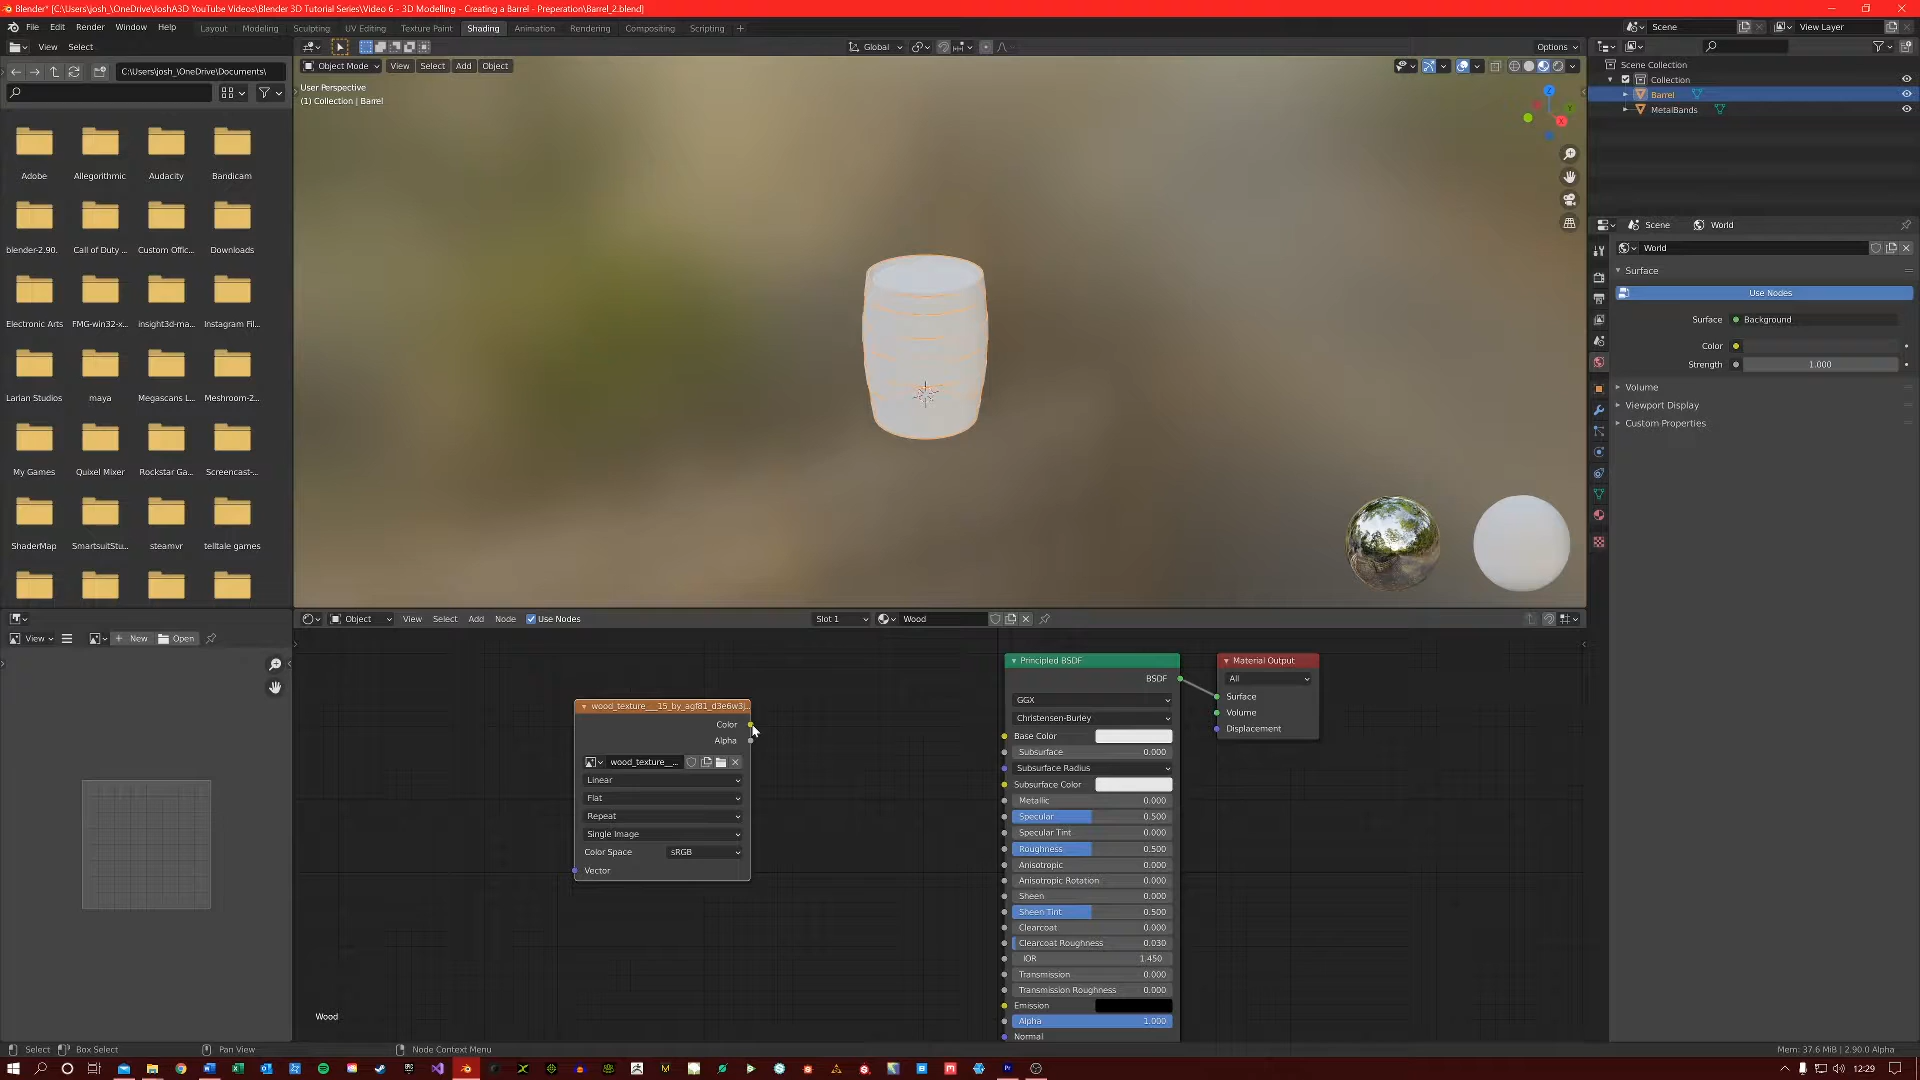 Blender* [C:\Users\josh_\OneDrive\JoshA3D YouTube Videos\Blender 3D Tutorial Series\Video 6 - 3D Modelling - Creating a Barrel - Preperation\Barrel_2.blend]
File Edit Render Window Help Layout Modeling Sculpting UV Editing Texture Paint Shading Animation Rendering Compositing Scripting + Scene View Layer
View Select Global Options
C:\Users\josh_\OneDrive\Documents\
Object Mode View Select Add Object
User Perspective
(1) Collection | Barrel
Scene Collection
Collection
Barrel
MetalBands
Adobe Allegorithmic Audacity Bandicam
blender-2.90. Call of Duty ... Custom Offic... Downloads
Electronic Arts FMG-win32-x... insight3d-ma... Instagram Fil...
Larian Studios maya Megascans L... Meshroom-2...
My Games Quixel Mixer Rockstar Ga... Screencast-...
ShaderMap SmartsuitStu... steamvr telltale games
Z
Y
X
Scene World
World
Surface
Use Nodes
Surface Background
Color
Strength 1.000
Volume
Viewport Display
Custom Properties
Object View Select Add Node Use Nodes Slot 1 Wood
View New Open
wood_texture___15_by_agf81_d3e6w3j...
Color
Alpha
wood_texture__...
Linear
Flat
Repeat
Single Image
Color Space sRGB
Vector
Principled BSDF
BSDF
GGX
Christensen-Burley
Base Color
Subsurface 0.000
Subsurface Radius
Subsurface Color
Metallic 0.000
Specular 0.500
Specular Tint 0.000
Roughness 0.500
Anisotropic 0.000
Anisotropic Rotation 0.000
Sheen 0.000
Sheen Tint 0.500
Clearcoat 0.000
Clearcoat Roughness 0.030
IOR 1.450
Transmission 0.000
Transmission Roughness 0.000
Emission
Alpha 1.000
Normal
Material Output
All
Surface
Volume
Displacement
Wood
Select Box Select Pan View Node Context Menu Mem: 37.6 MiB | 2.90.0 Alpha
12:29